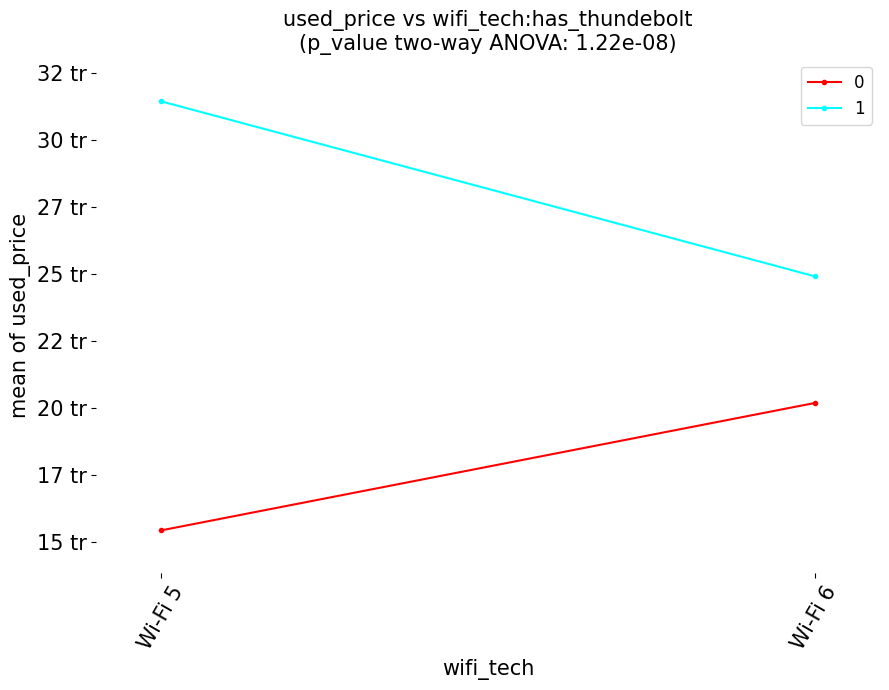 used_price vs wifi_tech:has_thundebolt
(p_value two-way ANOVA: 1.22e-08)
0
1
32 tr
30 tr
27 tr
25 tr
22 tr
20 tr
17 tr
15 tr
mean of used_price
Wi-Fi 5
Wi-Fi 6
wifi_tech